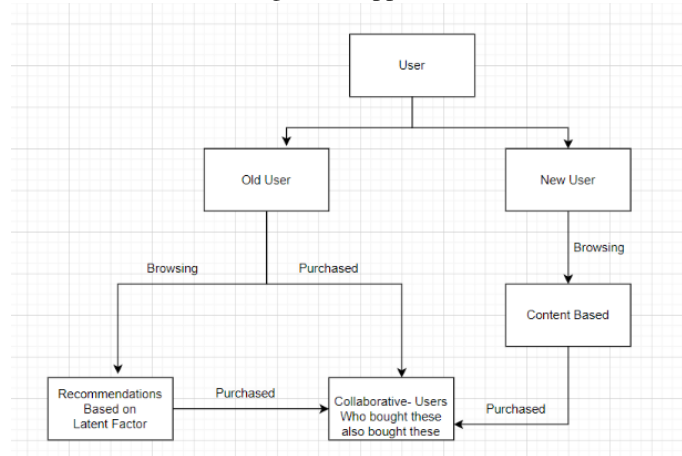 User
Old User
New User
Browsing
Browsing
Purchased
Content Based
Recommendations
Based on
Latent Factor
Purchased
Collaborative- Users
Who bought these
also bought these
Purchased